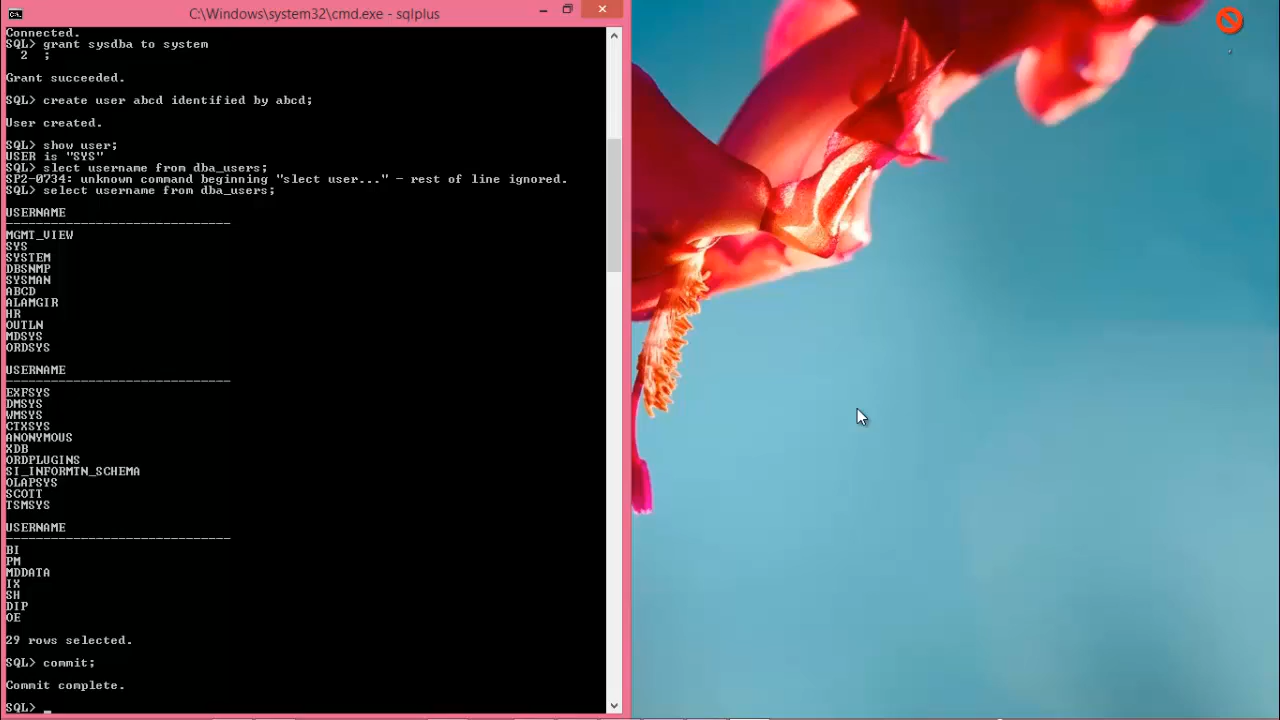 C:\Windows\system32\cmd.exe - sqlplus
Connected.
SQL> grant sysdba to system
  2  ;
Grant succeeded.
SQL> create user abcd identified by abcd;
User created.
SQL> show user;
USER is "SYS"
SQL> slect username from dba_users;
SP2-0734: unknown command beginning "slect user..." - rest of line ignored.
SQL> select username from dba_users;
USERNAME
------------------------------
MGMT_VIEW
SYS
SYSTEM
DBSNMP
SYSMAN
ABCD
ALAMGIR
HR
OUTLN
MDSYS
ORDSYS
USERNAME
------------------------------
EXFSYS
DMSYS
WMSYS
CTXSYS
ANONYMOUS
XDB
ORDPLUGINS
SI_INFORMTN_SCHEMA
OLAPSYS
SCOTT
TSMSYS
USERNAME
------------------------------
BI
PM
MDDATA
IX
SH
DIP
OE
29 rows selected.
SQL> commit;
Commit complete.
SQL> _